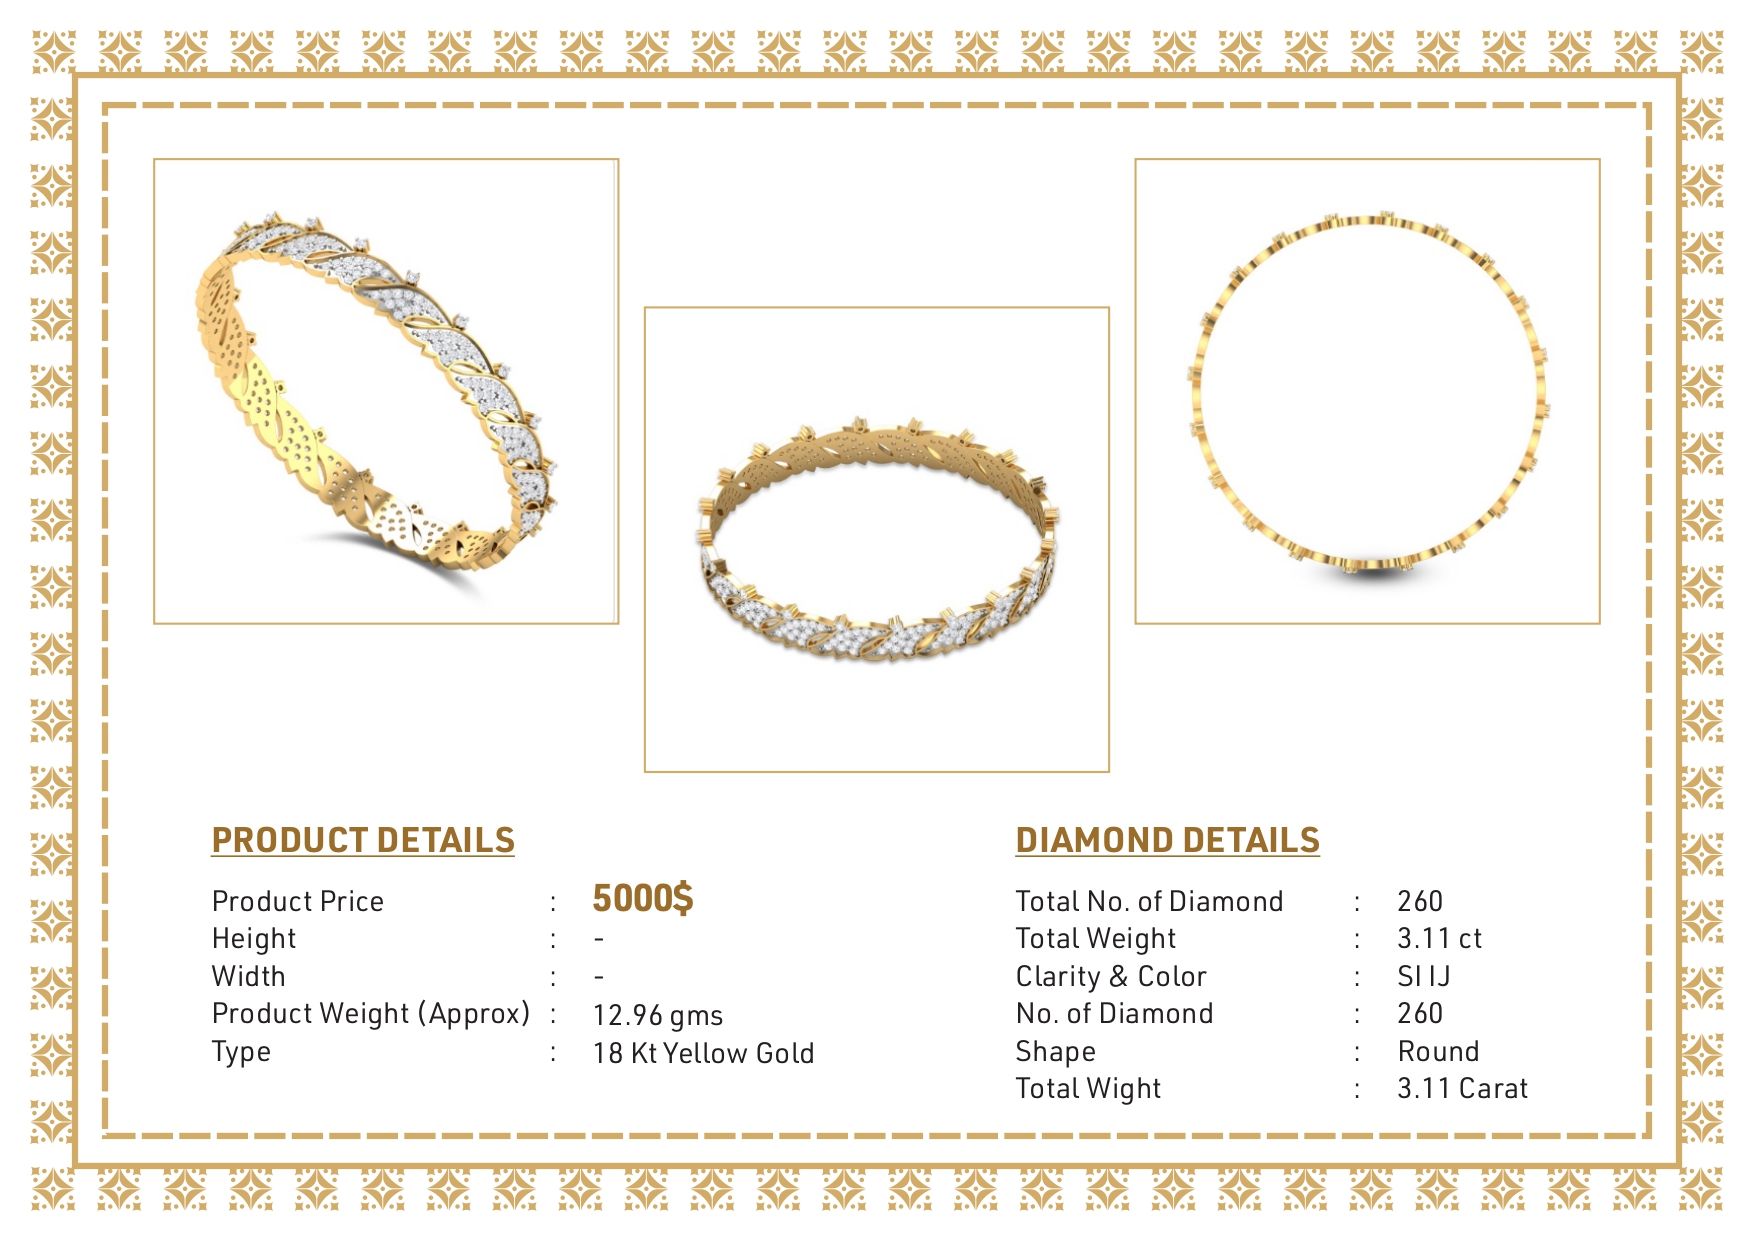 PRODUCT DETAILS
Product Price : 5000$
Height : -
Width : -
Product Weight (Approx) : 12.96 gms
Type : 18 Kt Yellow Gold
DIAMOND DETAILS
Total No. of Diamond : 260
Total Weight : 3.11 ct
Clarity & Color : SI IJ
No. of Diamond : 260
Shape : Round
Total Wight : 3.11 Carat